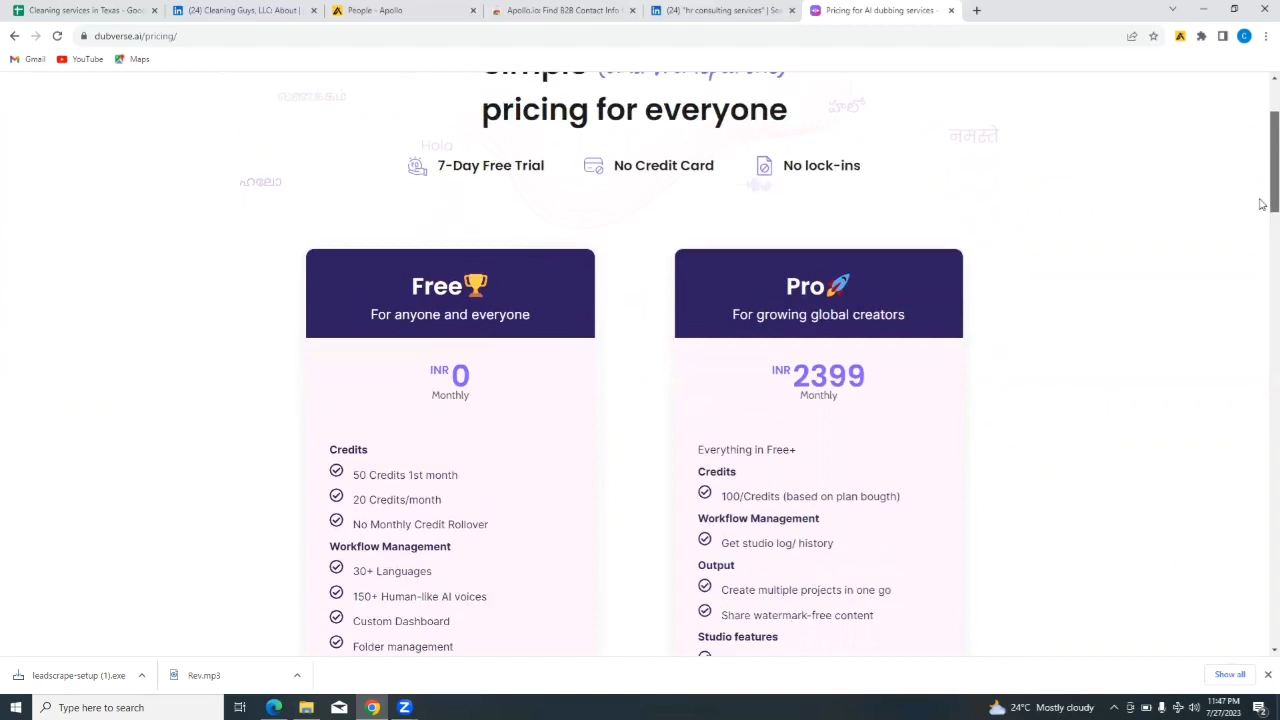 Cleaning services in Texas - Goo
(24) Cleaning Guys, LLC: About |
People - Apollo
Apollo.io: Find B2B Contact Info
(24) "hr consulting services" | Se
Pricing for AI dubbing services -
dubverse.ai/pricing/
C
Gmail
YouTube
Maps
pricing for everyone
Hola
नमस्ते
7-Day Free Trial
No Credit Card
No lock-ins
Free
For anyone and everyone
INR 0
Monthly
Credits
50 Credits 1st month
20 Credits/month
No Monthly Credit Rollover
Workflow Management
30+ Languages
150+ Human-like AI voices
Custom Dashboard
Folder management
Pro
For growing global creators
INR 2399
Monthly
Everything in Free+
Credits
100/Credits (based on plan bougth)
Workflow Management
Get studio log/ history
Output
Create multiple projects in one go
Share watermark-free content
Studio features
leadscrape-setup (1).exe
Rev.mp3
Show all
Type here to search
24°C Mostly cloudy
11:47 PM
7/27/2023
2